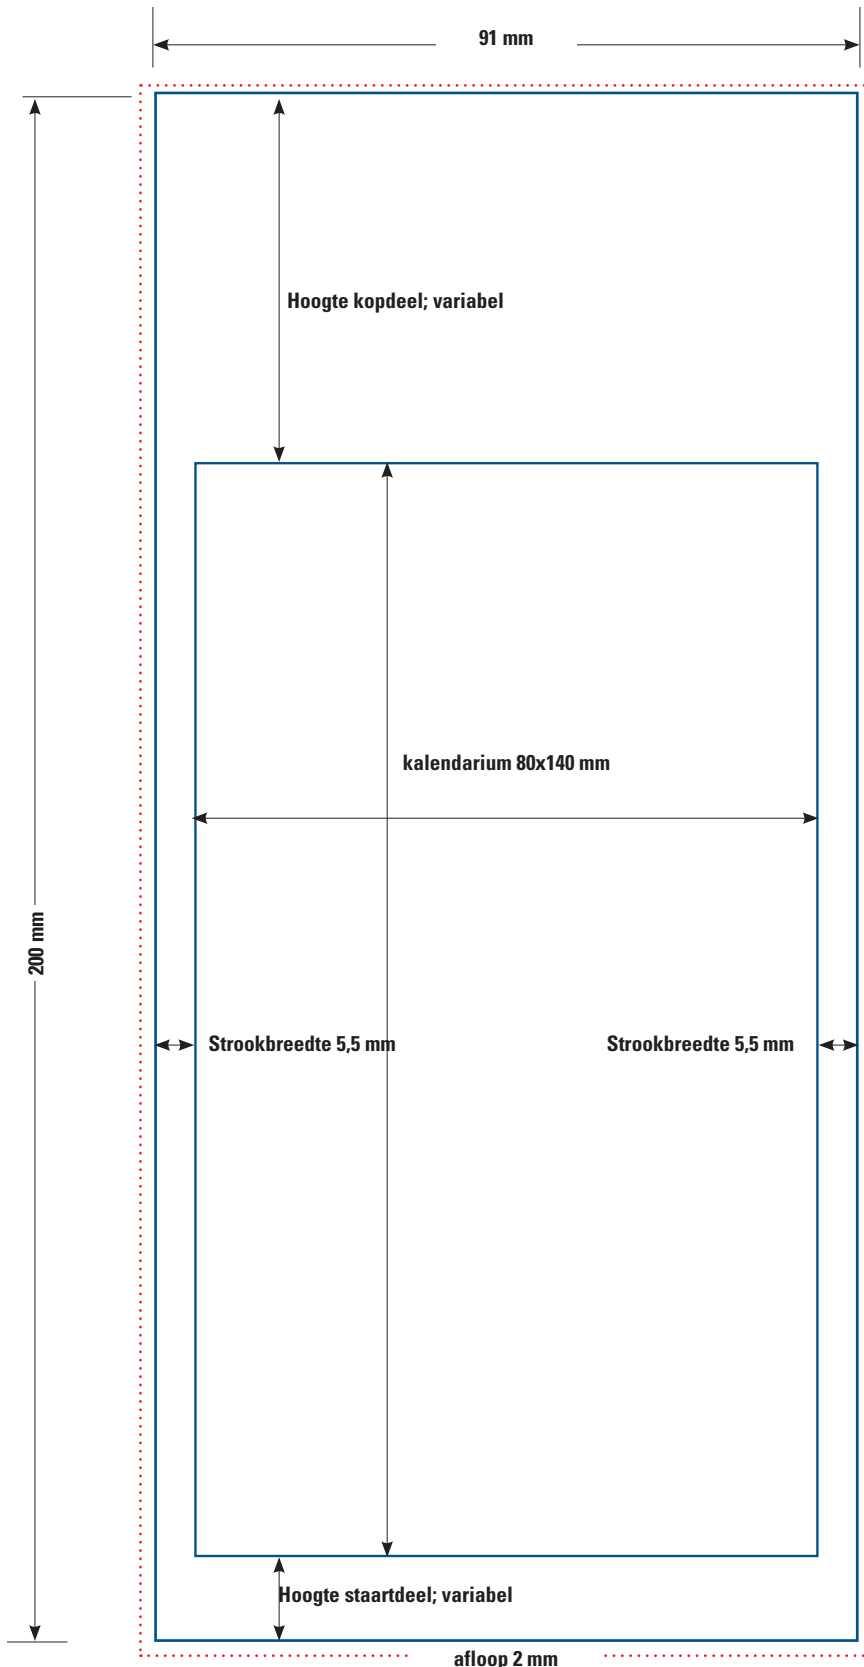 91 mm
Hoogte kopdeel; variabel
kalendarium 80x140 mm
200 mm
Strookbreedte 5,5 mm
Strookbreedte 5,5 mm
Hoogte staartdeel; variabel
afloop 2 mm